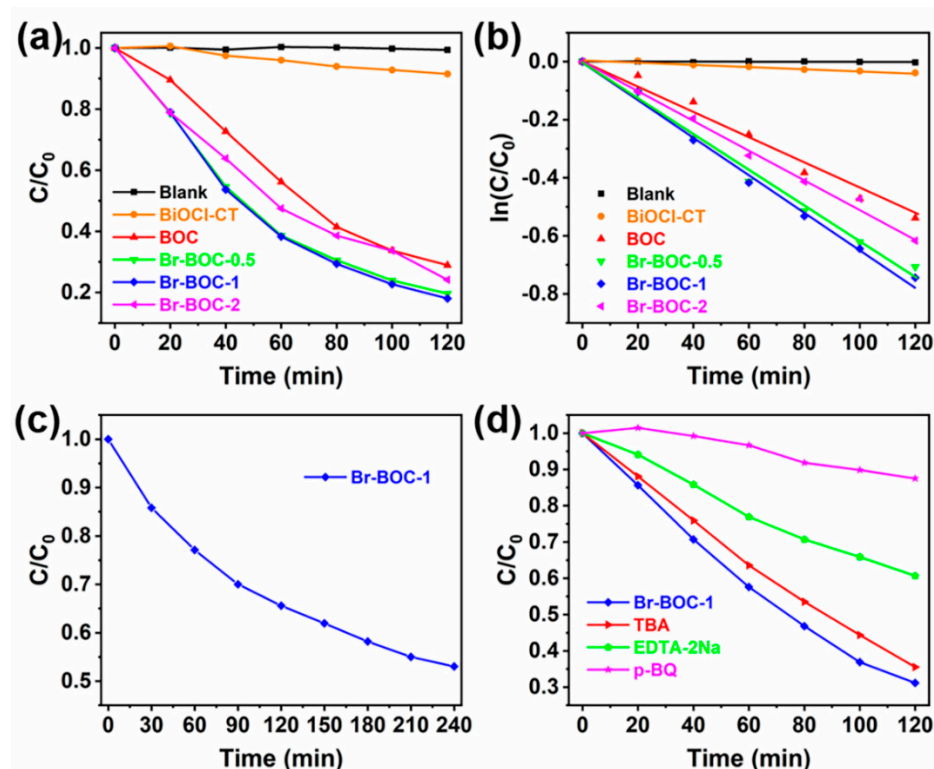 (a)
1.0
0.8
0.6
0.4
0.2
C/C0
Blank
BiOCl-CT
BOC
Br-BOC-0.5
Br-BOC-1
Br-BOC-2
0 20 40 60 80 100 120
Time (min)
(b)
0.0
-0.2
-0.4
-0.6
-0.8
ln(C/C0)
Blank
BiOCl-CT
BOC
Br-BOC-0.5
Br-BOC-1
Br-BOC-2
0 20 40 60 80 100 120
Time (min)
(c)
1.0
0.9
0.8
0.7
0.6
0.5
C/C0
Br-BOC-1
0 30 60 90 120 150 180 210 240
Time (min)
(d)
1.0
0.9
0.8
0.7
0.6
0.5
0.4
0.3
C/C0
Br-BOC-1
TBA
EDTA-2Na
p-BQ
0 20 40 60 80 100 120
Time (min)